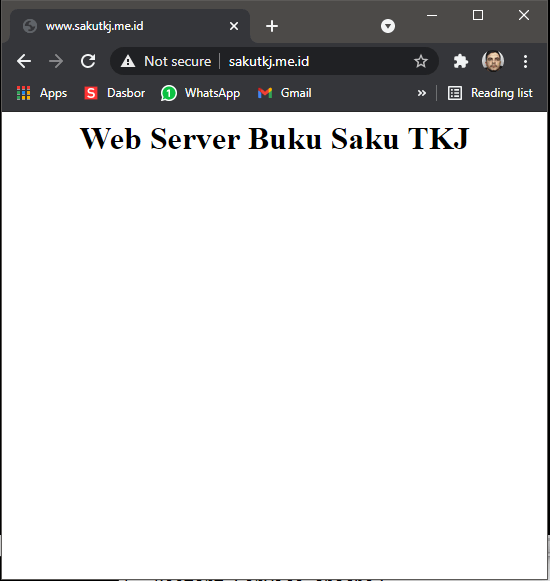 www.sakutkj.me.id
Not secure sakutkj.me.id
Apps Dasbor WhatsApp Gmail » Reading list
Web Server Buku Saku TKJ